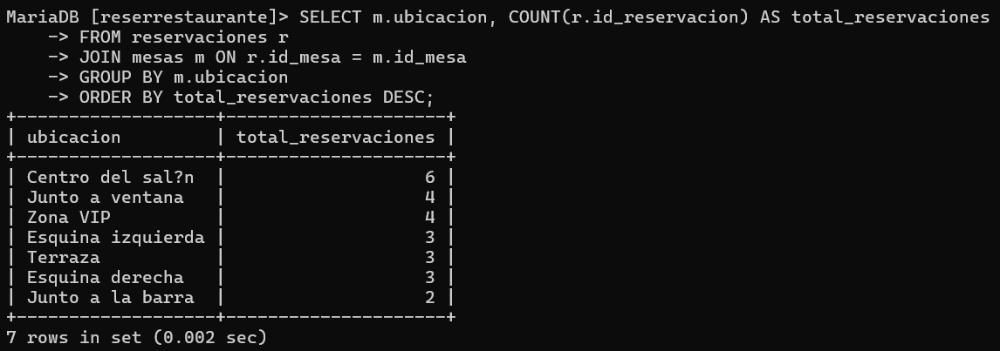 MariaDB [reserrestaurante]> SELECT m.ubicacion, COUNT(r.id_reservacion) AS total_reservaciones
    -> FROM reservaciones r
    -> JOIN mesas m ON r.id_mesa = m.id_mesa
    -> GROUP BY m.ubicacion
    -> ORDER BY total_reservaciones DESC;
+-------------------+---------------------+
| ubicacion         | total_reservaciones |
+-------------------+---------------------+
| Centro del sal?n  |                   6 |
| Junto a ventana   |                   4 |
| Zona VIP          |                   4 |
| Esquina izquierda |                   3 |
| Terraza           |                   3 |
| Esquina derecha   |                   3 |
| Junto a la barra  |                   2 |
+-------------------+---------------------+
7 rows in set (0.002 sec)